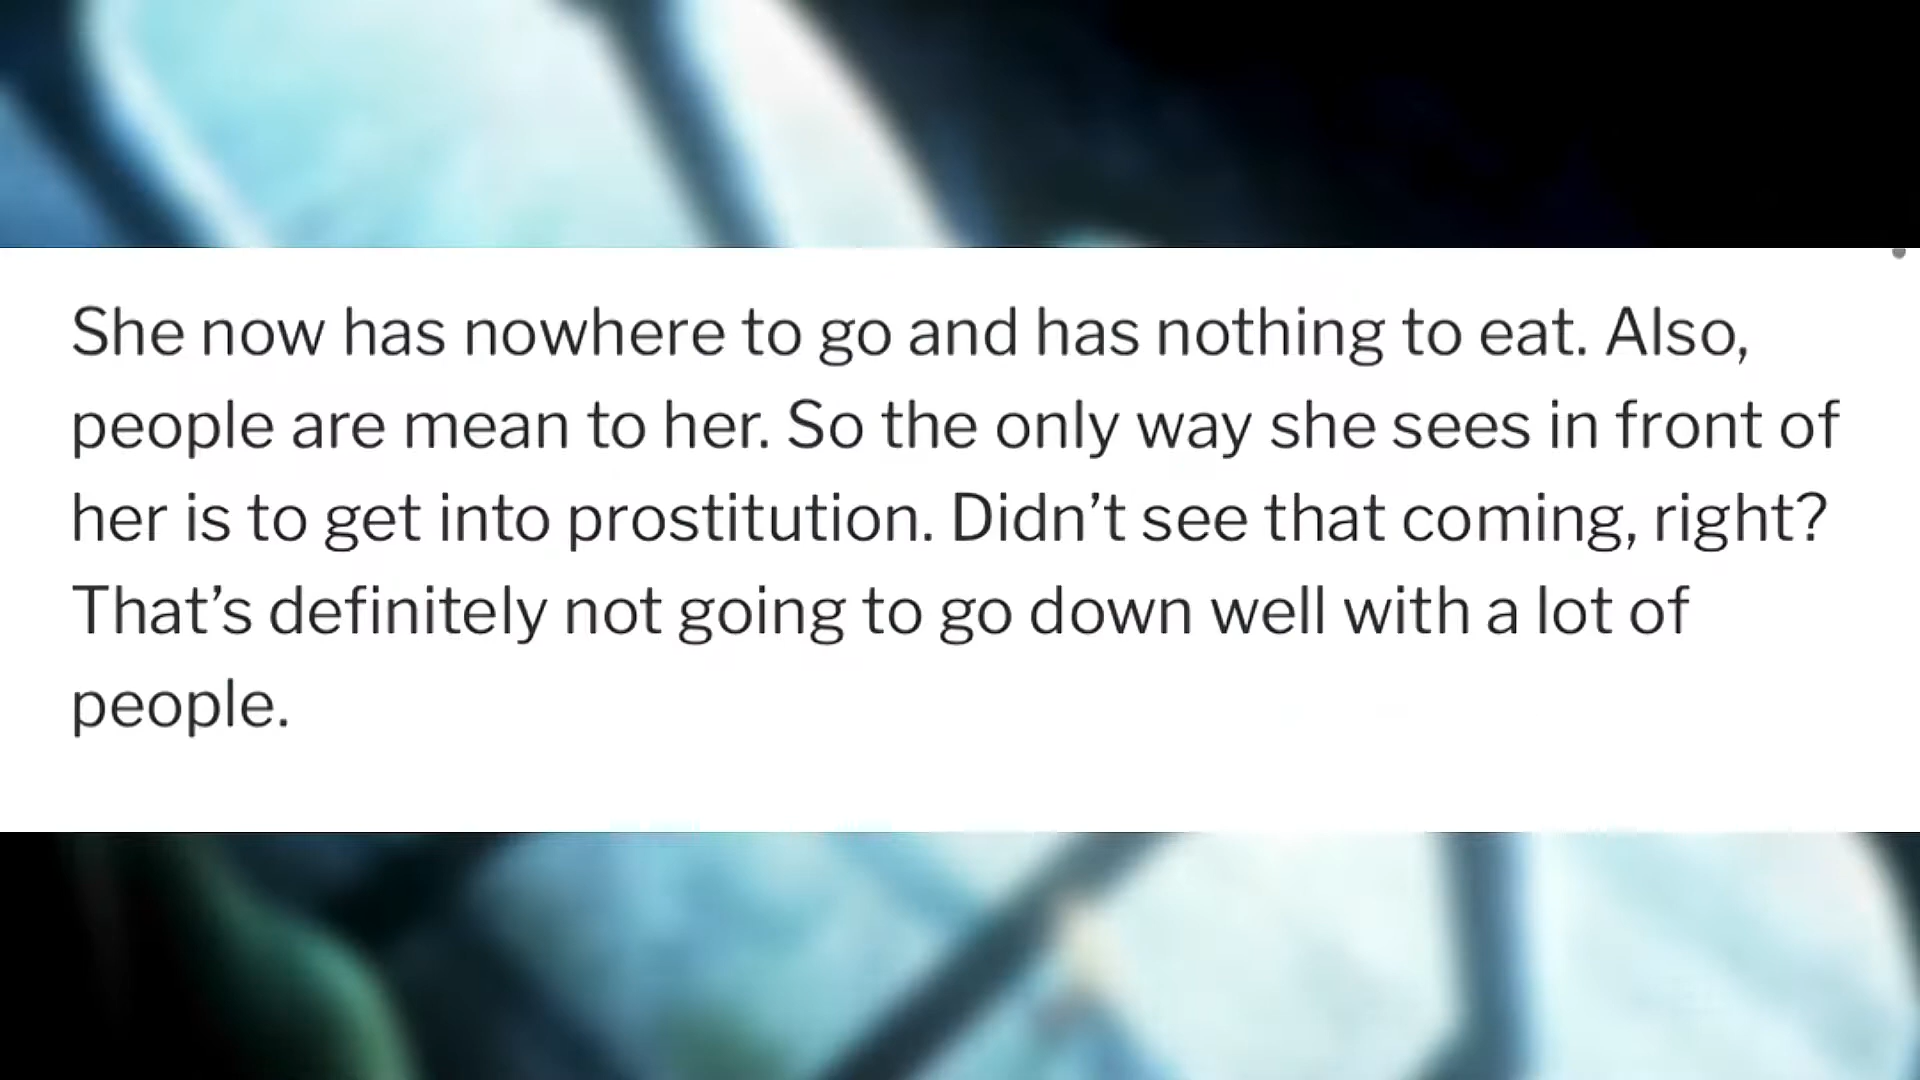 She now has nowhere to go and has nothing to eat. Also,
people are mean to her. So the only way she sees in front of
her is to get into prostitution. Didn’t see that coming, right?
That’s definitely not going to go down well with a lot of
people.